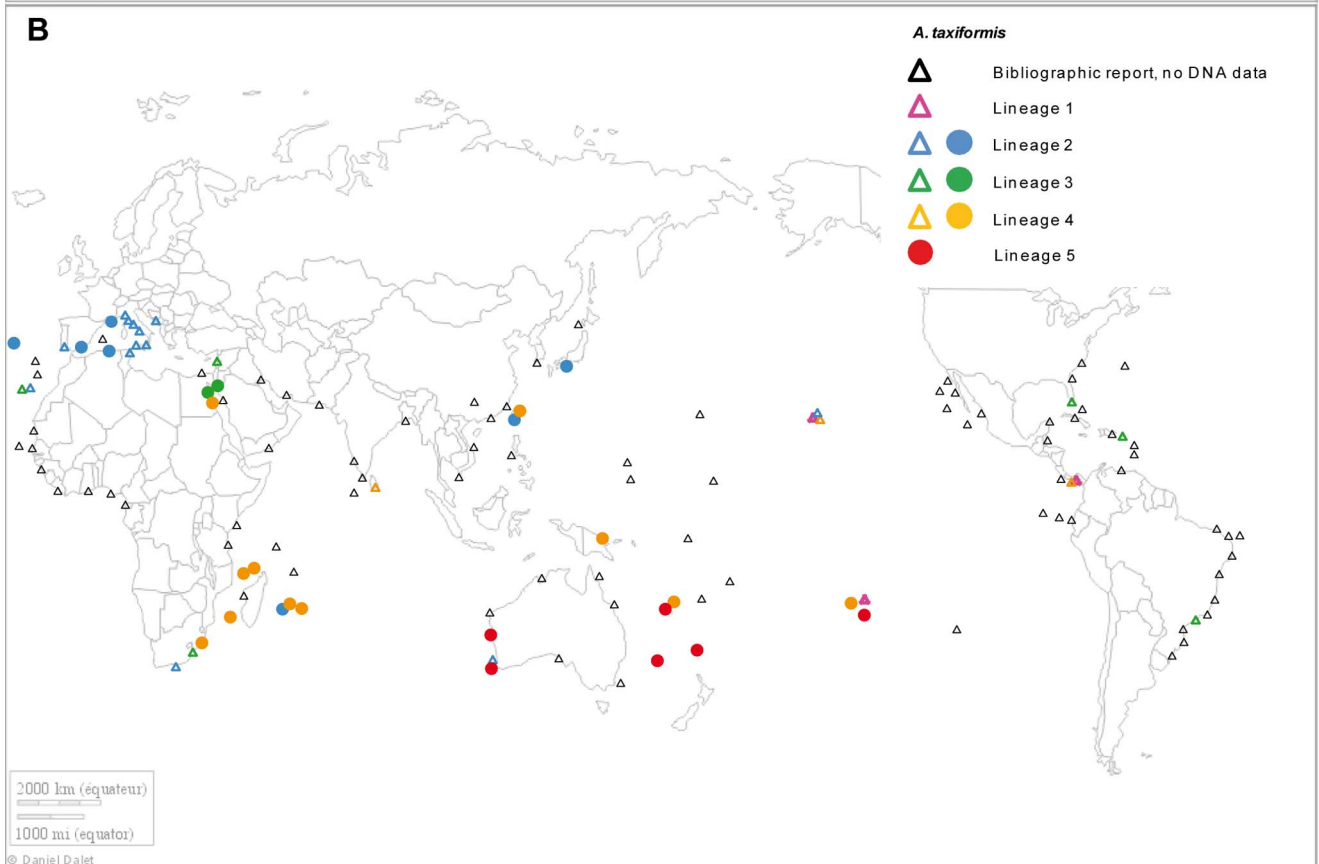 B
A. taxiformis
Bibliographic report, no DNA data
Lineage 1
Lineage 2
Lineage 3
Lineage 4
Lineage 5
2000 km (équateur)
1000 mi (equator)
© Daniel Dalet